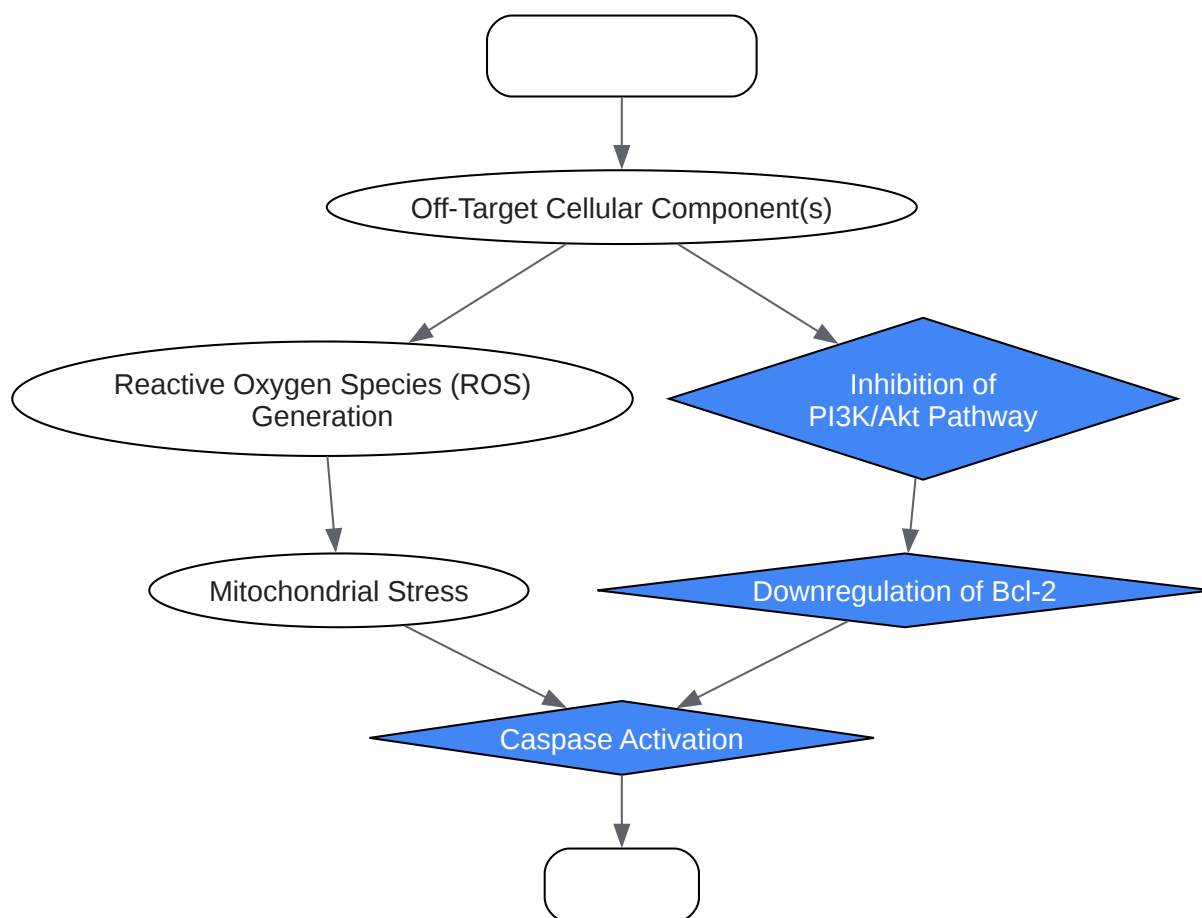 Off-Target Cellular Component(s)
Reactive Oxygen Species (ROS)
Generation
Inhibition of
PI3K/Akt Pathway
Mitochondrial Stress
Downregulation of Bcl-2
Caspase Activation